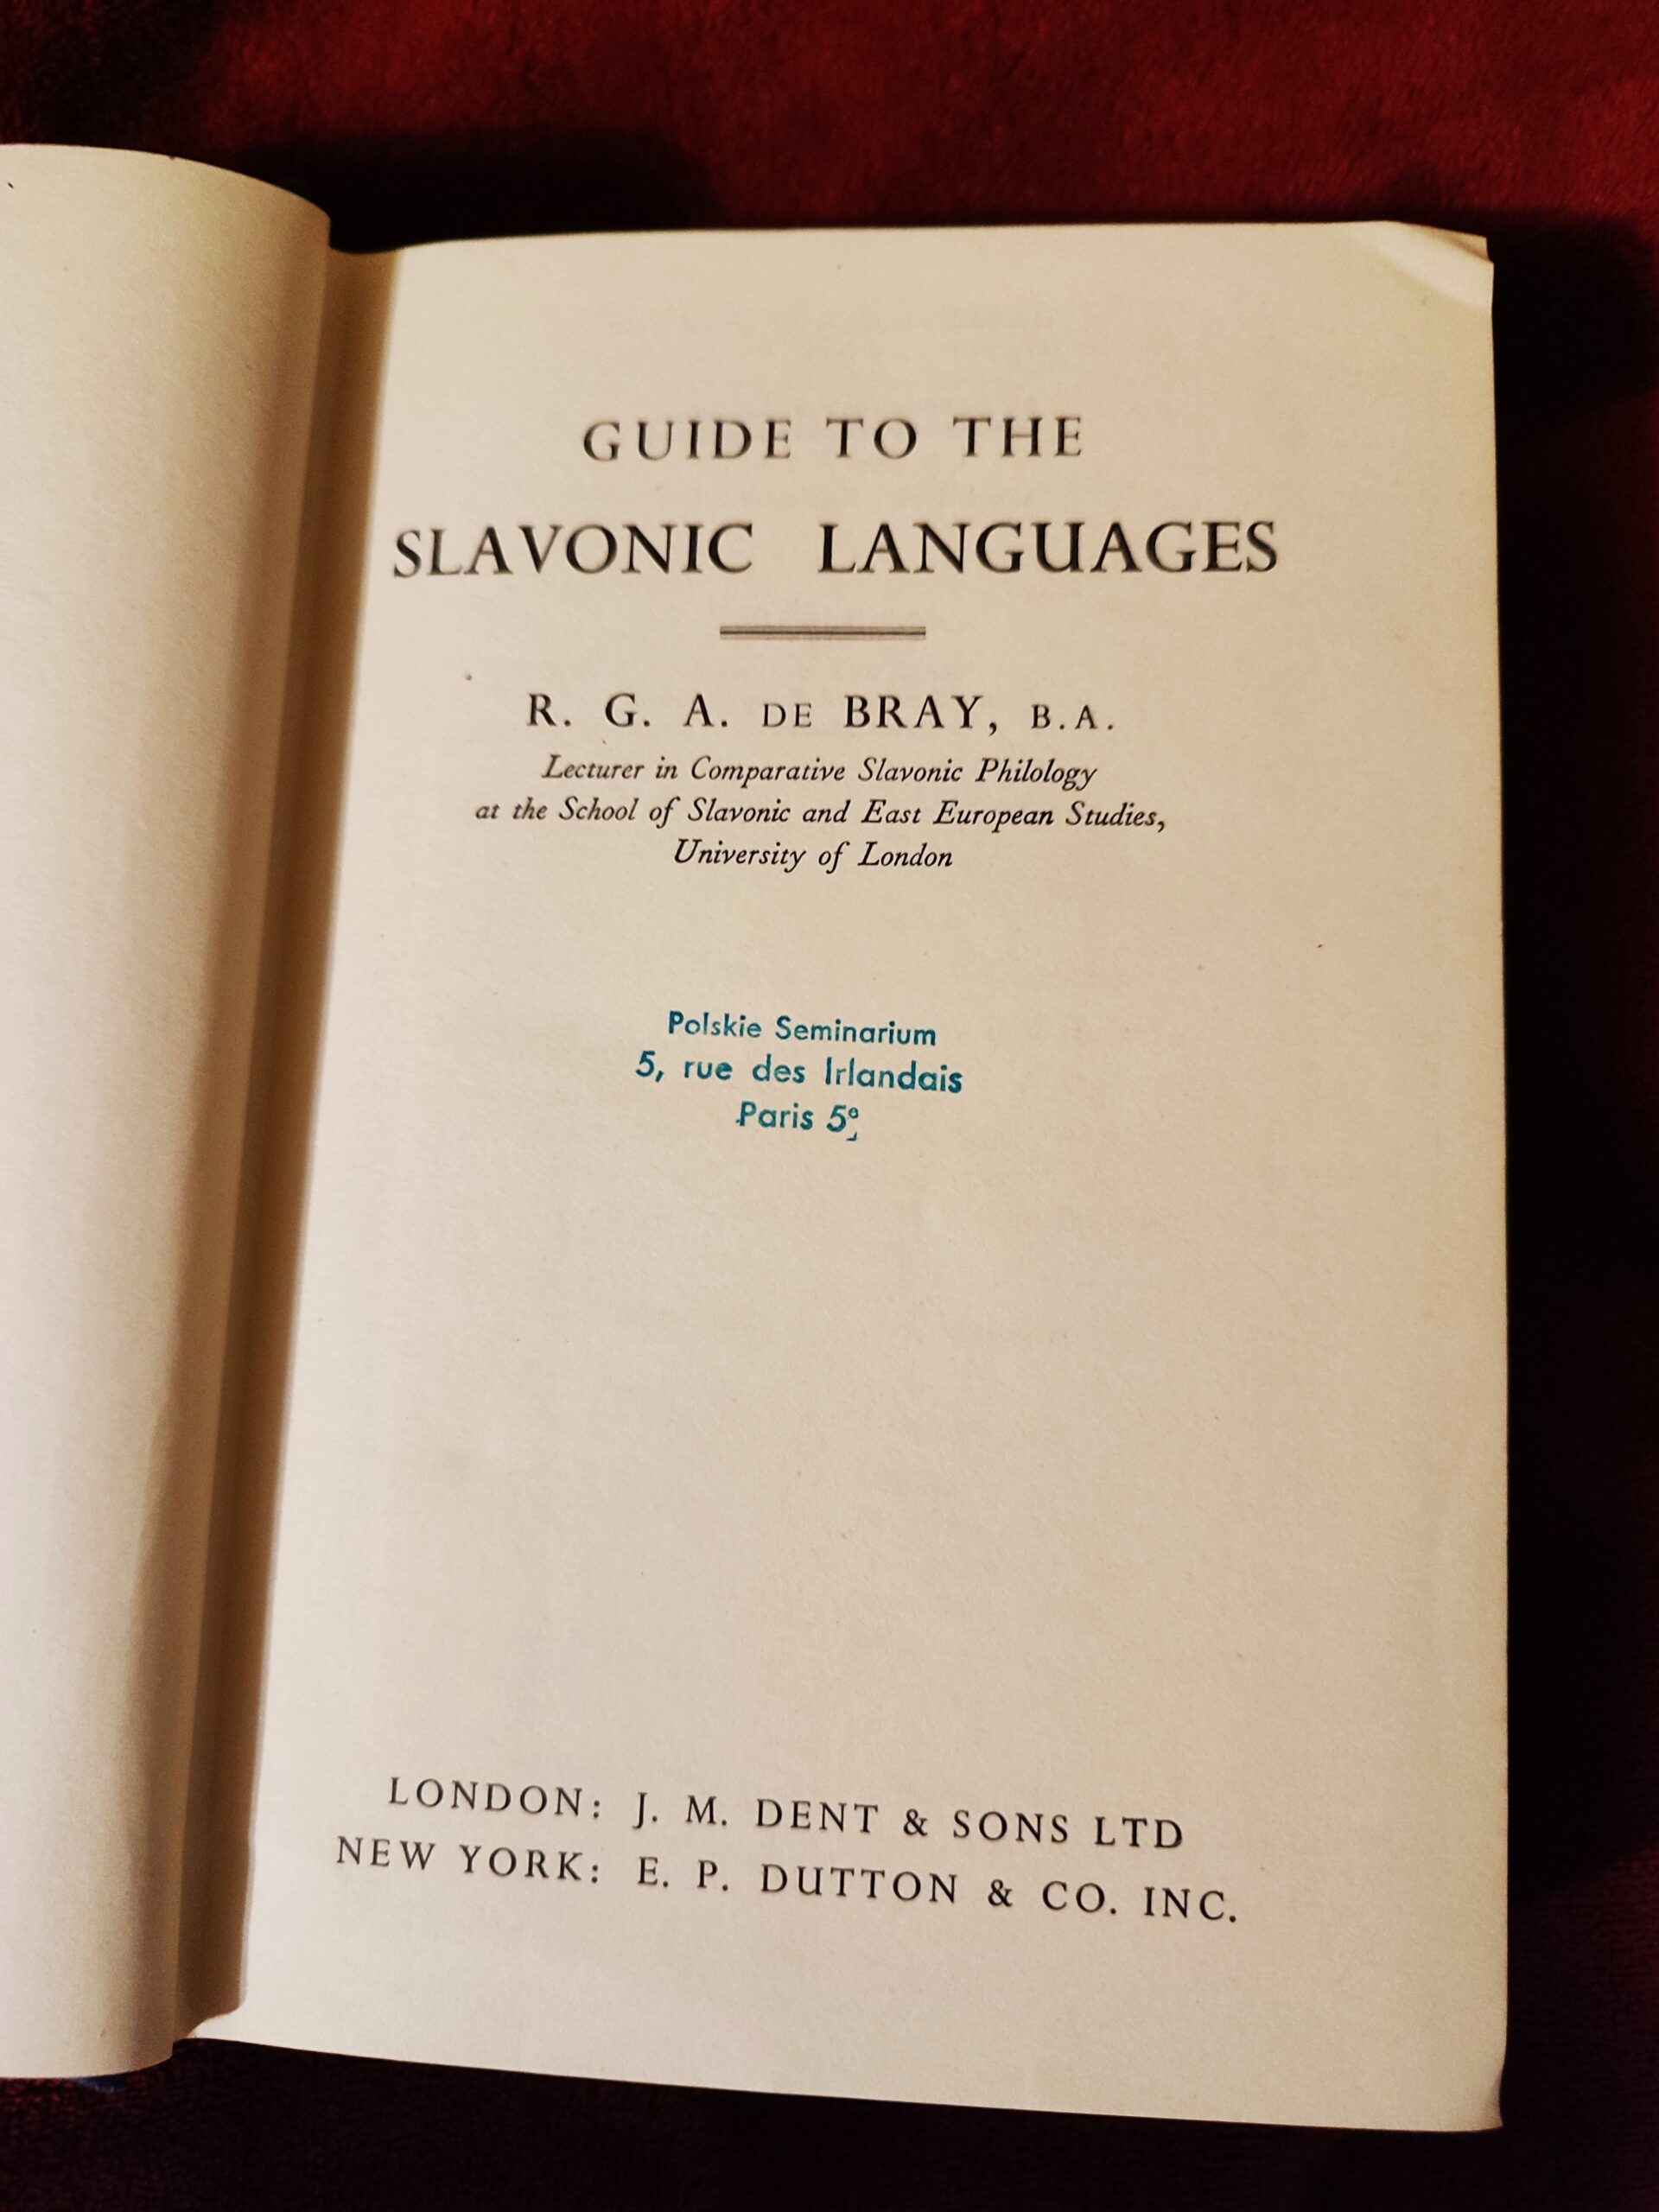 GUIDE TO THE
SLAVONIC LANGUAGES
R. G. A. DE BRAY, B.A.
Lecturer in Comparative Slavonic Philology
at the School of Slavonic and East European Studies,
University of London
Polskie Seminarium
5, rue des Irlandais
Paris 5e
LONDON: J. M. DENT & SONS LTD
NEW YORK: E. P. DUTTON & CO. INC.